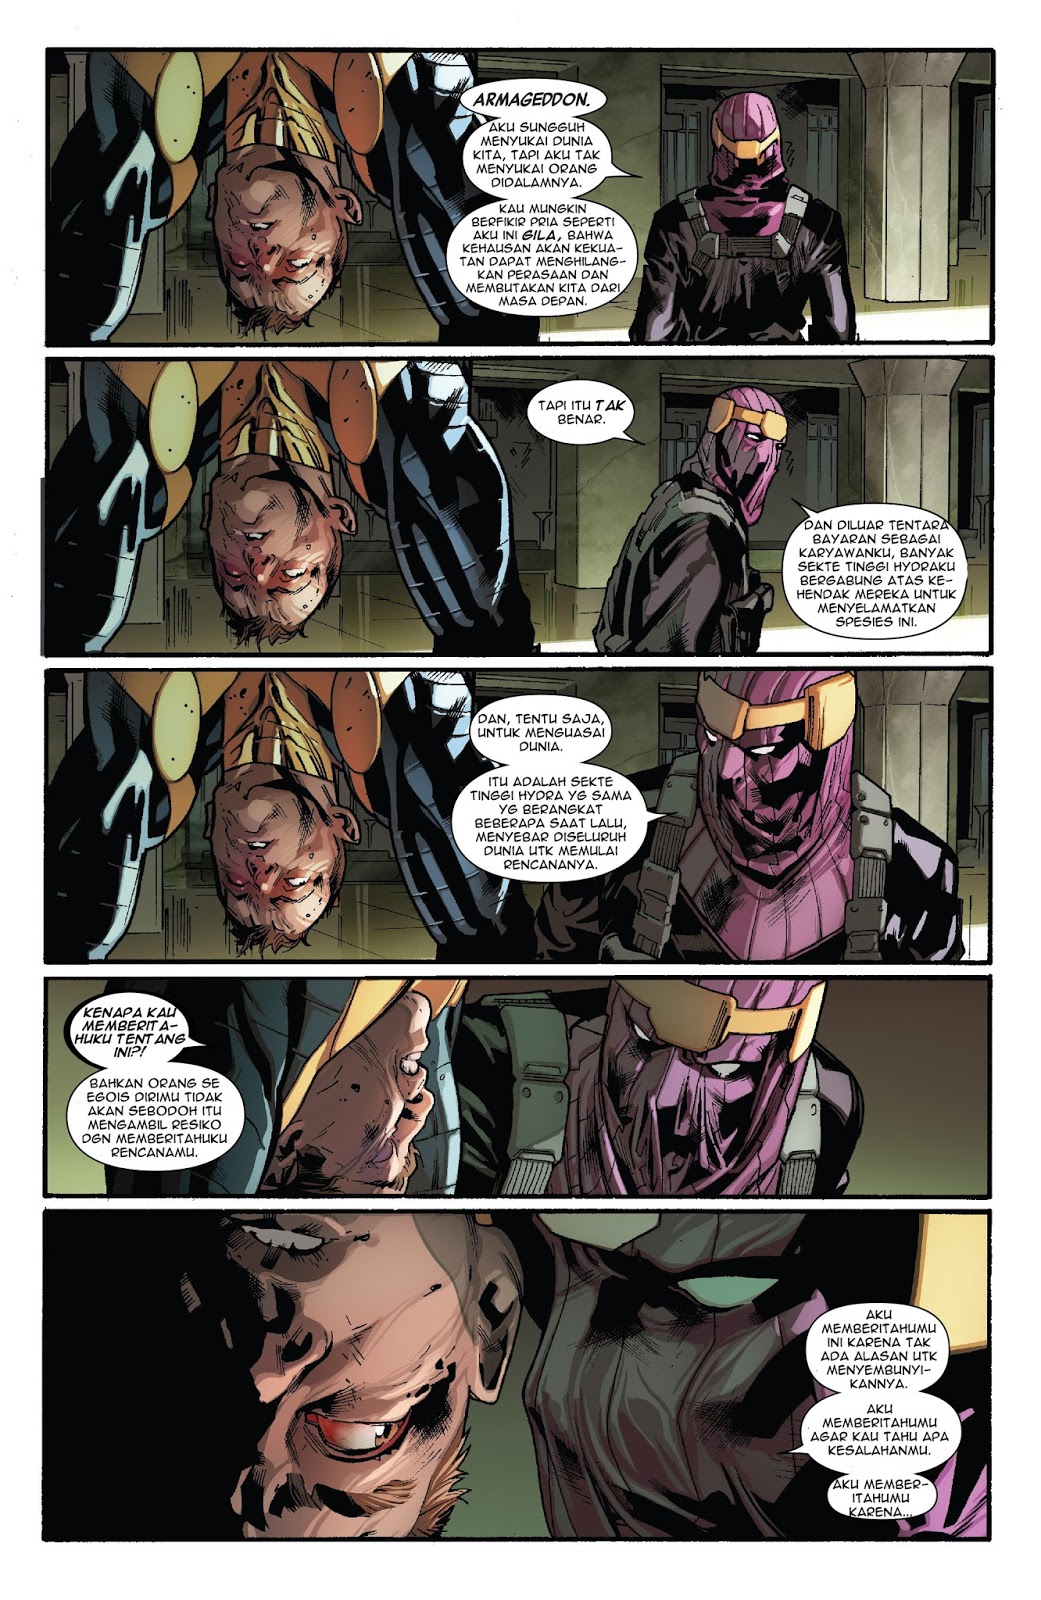 ARMAGEDDON.
AKU SUNGGUH
MENYUKAI DUNIA
KITA, TAPI AKU TAK
MENYUKAI ORANG
DIDALAMNYA.
KAU MUNGKIN
BERFIKIR PRIA SEPERTI
AKU INI GILA, BAHWA
KEHAUSAN AKAN KEKUA-
TAN DAPAT MENGHILANG-
KAN PERASAAN DAN
MEMBUTAKAN KITA DARI
MASA DEPAN.
TAPI ITU TAK
BENAR.
DAN DILUAR TENTARA
BAYARAN SEBAGAI
KARYAWANKU, BANYAK
SEKTE TINGGI HYDRAKU
BERGABUNG ATAS KE-
HENDAK MEREKA UNTUK
MENYELAMATKAN
SPESIES INI.
DAN, TENTU SAJA,
UNTUK MENGUASAI
DUNIA.
ITU ADALAH SEKTE
TINGGI HYDRA YG SAMA
YG BERANGKAT
BEBERAPA SAAT LALU,
MENYEBAR DISELURUH
DUNIA UTK MEMULAI
RENCANANYA.
KENAPA KAU
MEMBERITA-
HUKU TENTANG
INI?!
BAHKAN ORANG SE
EGOIS DIRIMU TIDAK
AKAN SEBODOH ITU
MENGAMBIL RESIKO
DGN MEMBERITAHUKU
RENCANAMU.
AKU
MEMBERITAHUMU
INI KARENA TAK
ADA ALASAN UTK
MENYEMBUNYI-
KANNYA.
AKU
MEMBERITAHUMU
AGAR KAU TAHU APA
KESALAHANMU.
AKU MEMBER-
ITAHUMU
KARENA...